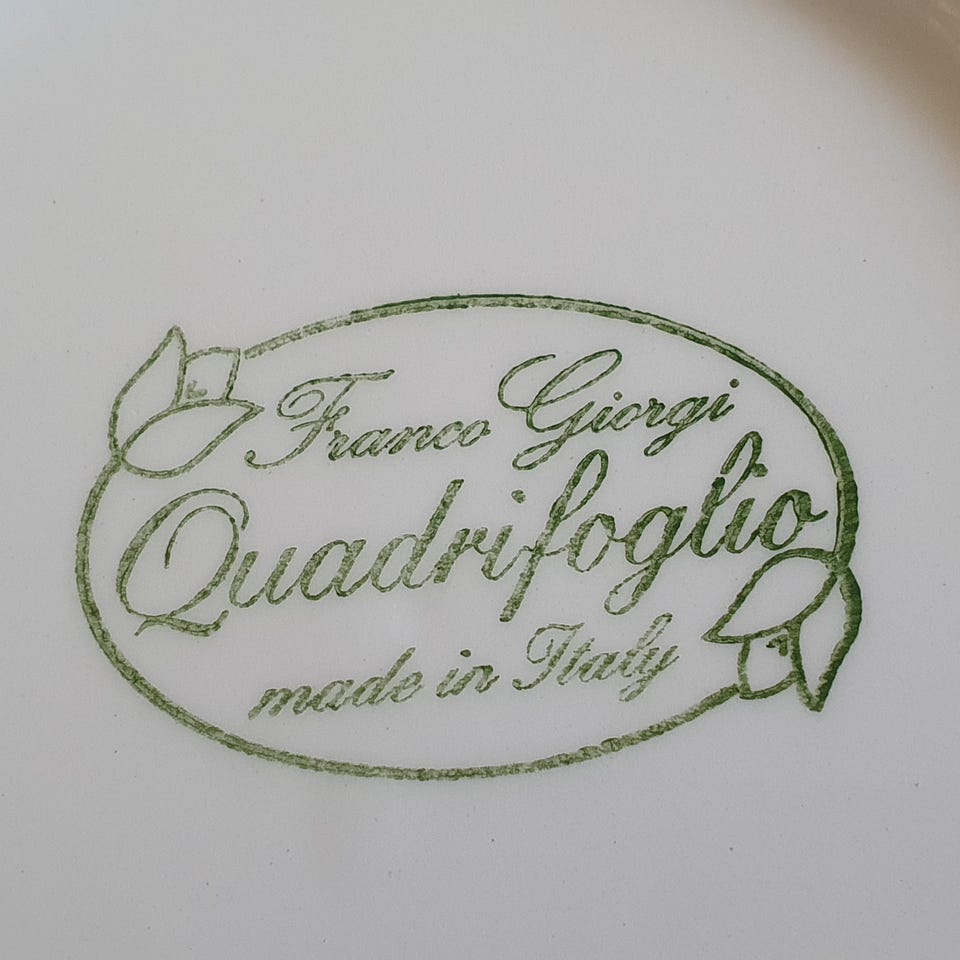 Franco Giorgi
Quadrifoglio
made in Italy